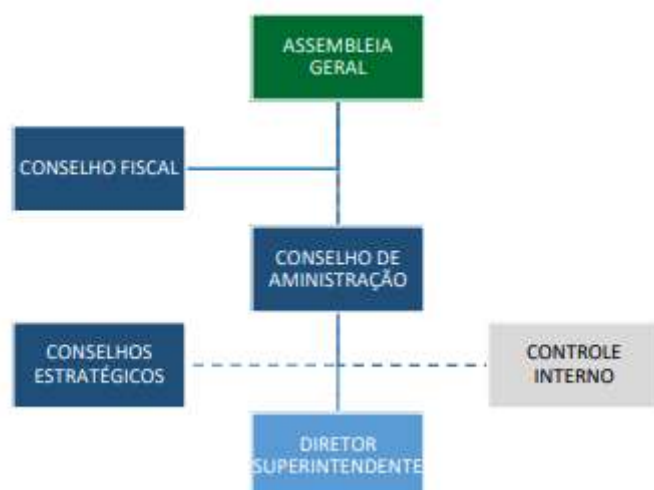 ASSEMBLEIA
GERAL
CONSELHO FISCAL
CONSELHO DE
AMINISTRAÇÃO
CONSELHOS
ESTRATÉGICOS
CONTROLE
INTERNO
DIRETOR
SUPERINTENDENTE